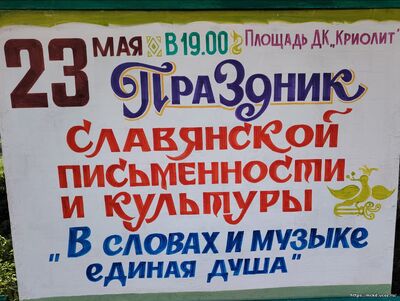 23 МАЯ В 19.00 ПЛОЩАДЬ ДК „КРИОЛИТ"
ПРАЗДНИК
СЛАВЯНСКОЙ
ПИСЬМЕННОСТИ
И КУЛЬТУРЫ
„В СЛОВАХ И МУЗЫКЕ
ЕДИНАЯ ДУША"